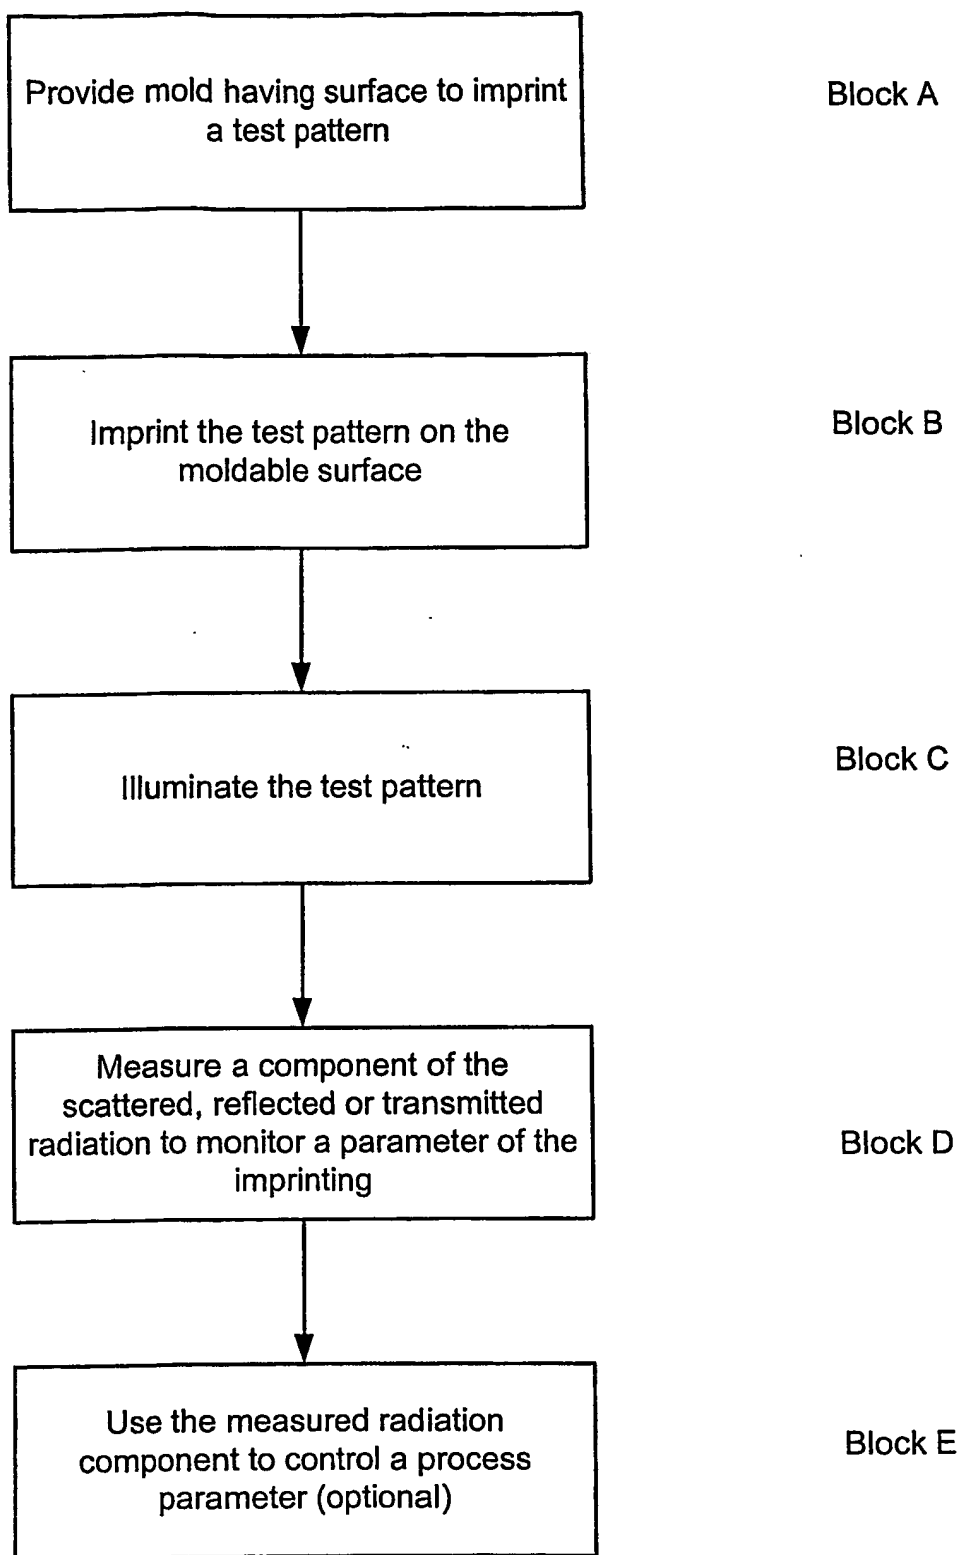 Provide mold having surface to imprint
a test pattern
Block A
Imprint the test pattern on the
moldable surface
Block B
Illuminate the test pattern
Block C
Measure a component of the
scattered, reflected or transmitted
radiation to monitor a parameter of the
imprinting
Block D
Use the measured radiation
component to control a process
parameter (optional)
Block E